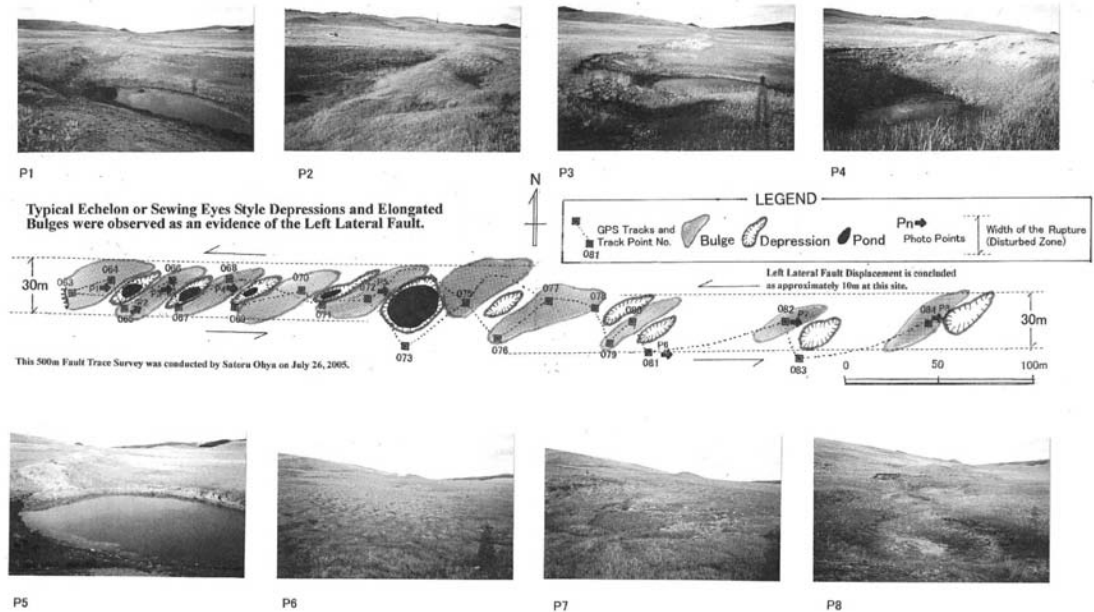 P1
P2
P3
P4
Typical Echelon or Sewing Eyes Style Depressions and Elongated
Bulges were observed as an evidence of the Left Lateral Fault.
N
LEGEND
GPS Tracks and
Track Point No.
081
Bulge
Depression
Pond
Pn
Photo Points
Width of the Rupture
(Disturbed Zone)
Left Lateral Fault Displacement is concluded
as approximately 10m at this site.
30m
063
064
066
068
070
072
P5
075
077
078
080
082
084
P8
30m
067
069
071
073
076
079
P6
081
083
This 500m Fault Trace Survey was conducted by Satoru Ohya on July 26, 2005.
0
50
100m
P5
P6
P7
P8